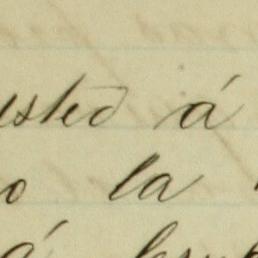 usted á
o la
á